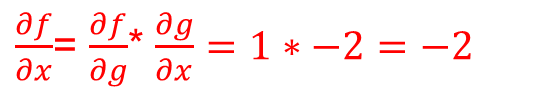 ∂f/∂x = ∂f/∂g * ∂g/∂x = 1 * −2 = −2